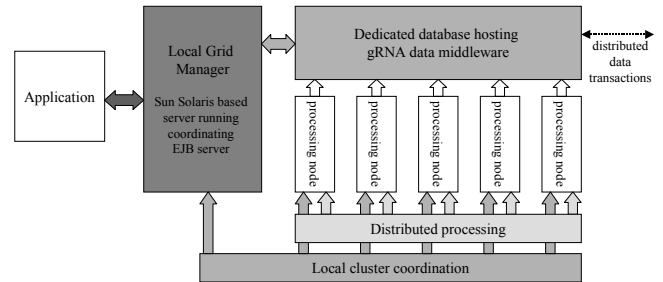 Application
Local Grid
Manager
Sun Solaris based
server running
coordinating
EJB server
Dedicated database hosting
gRNA data middleware
distributed
data
transactions
processing node
processing node
processing node
processing node
processing node
Distributed processing
Local cluster coordination